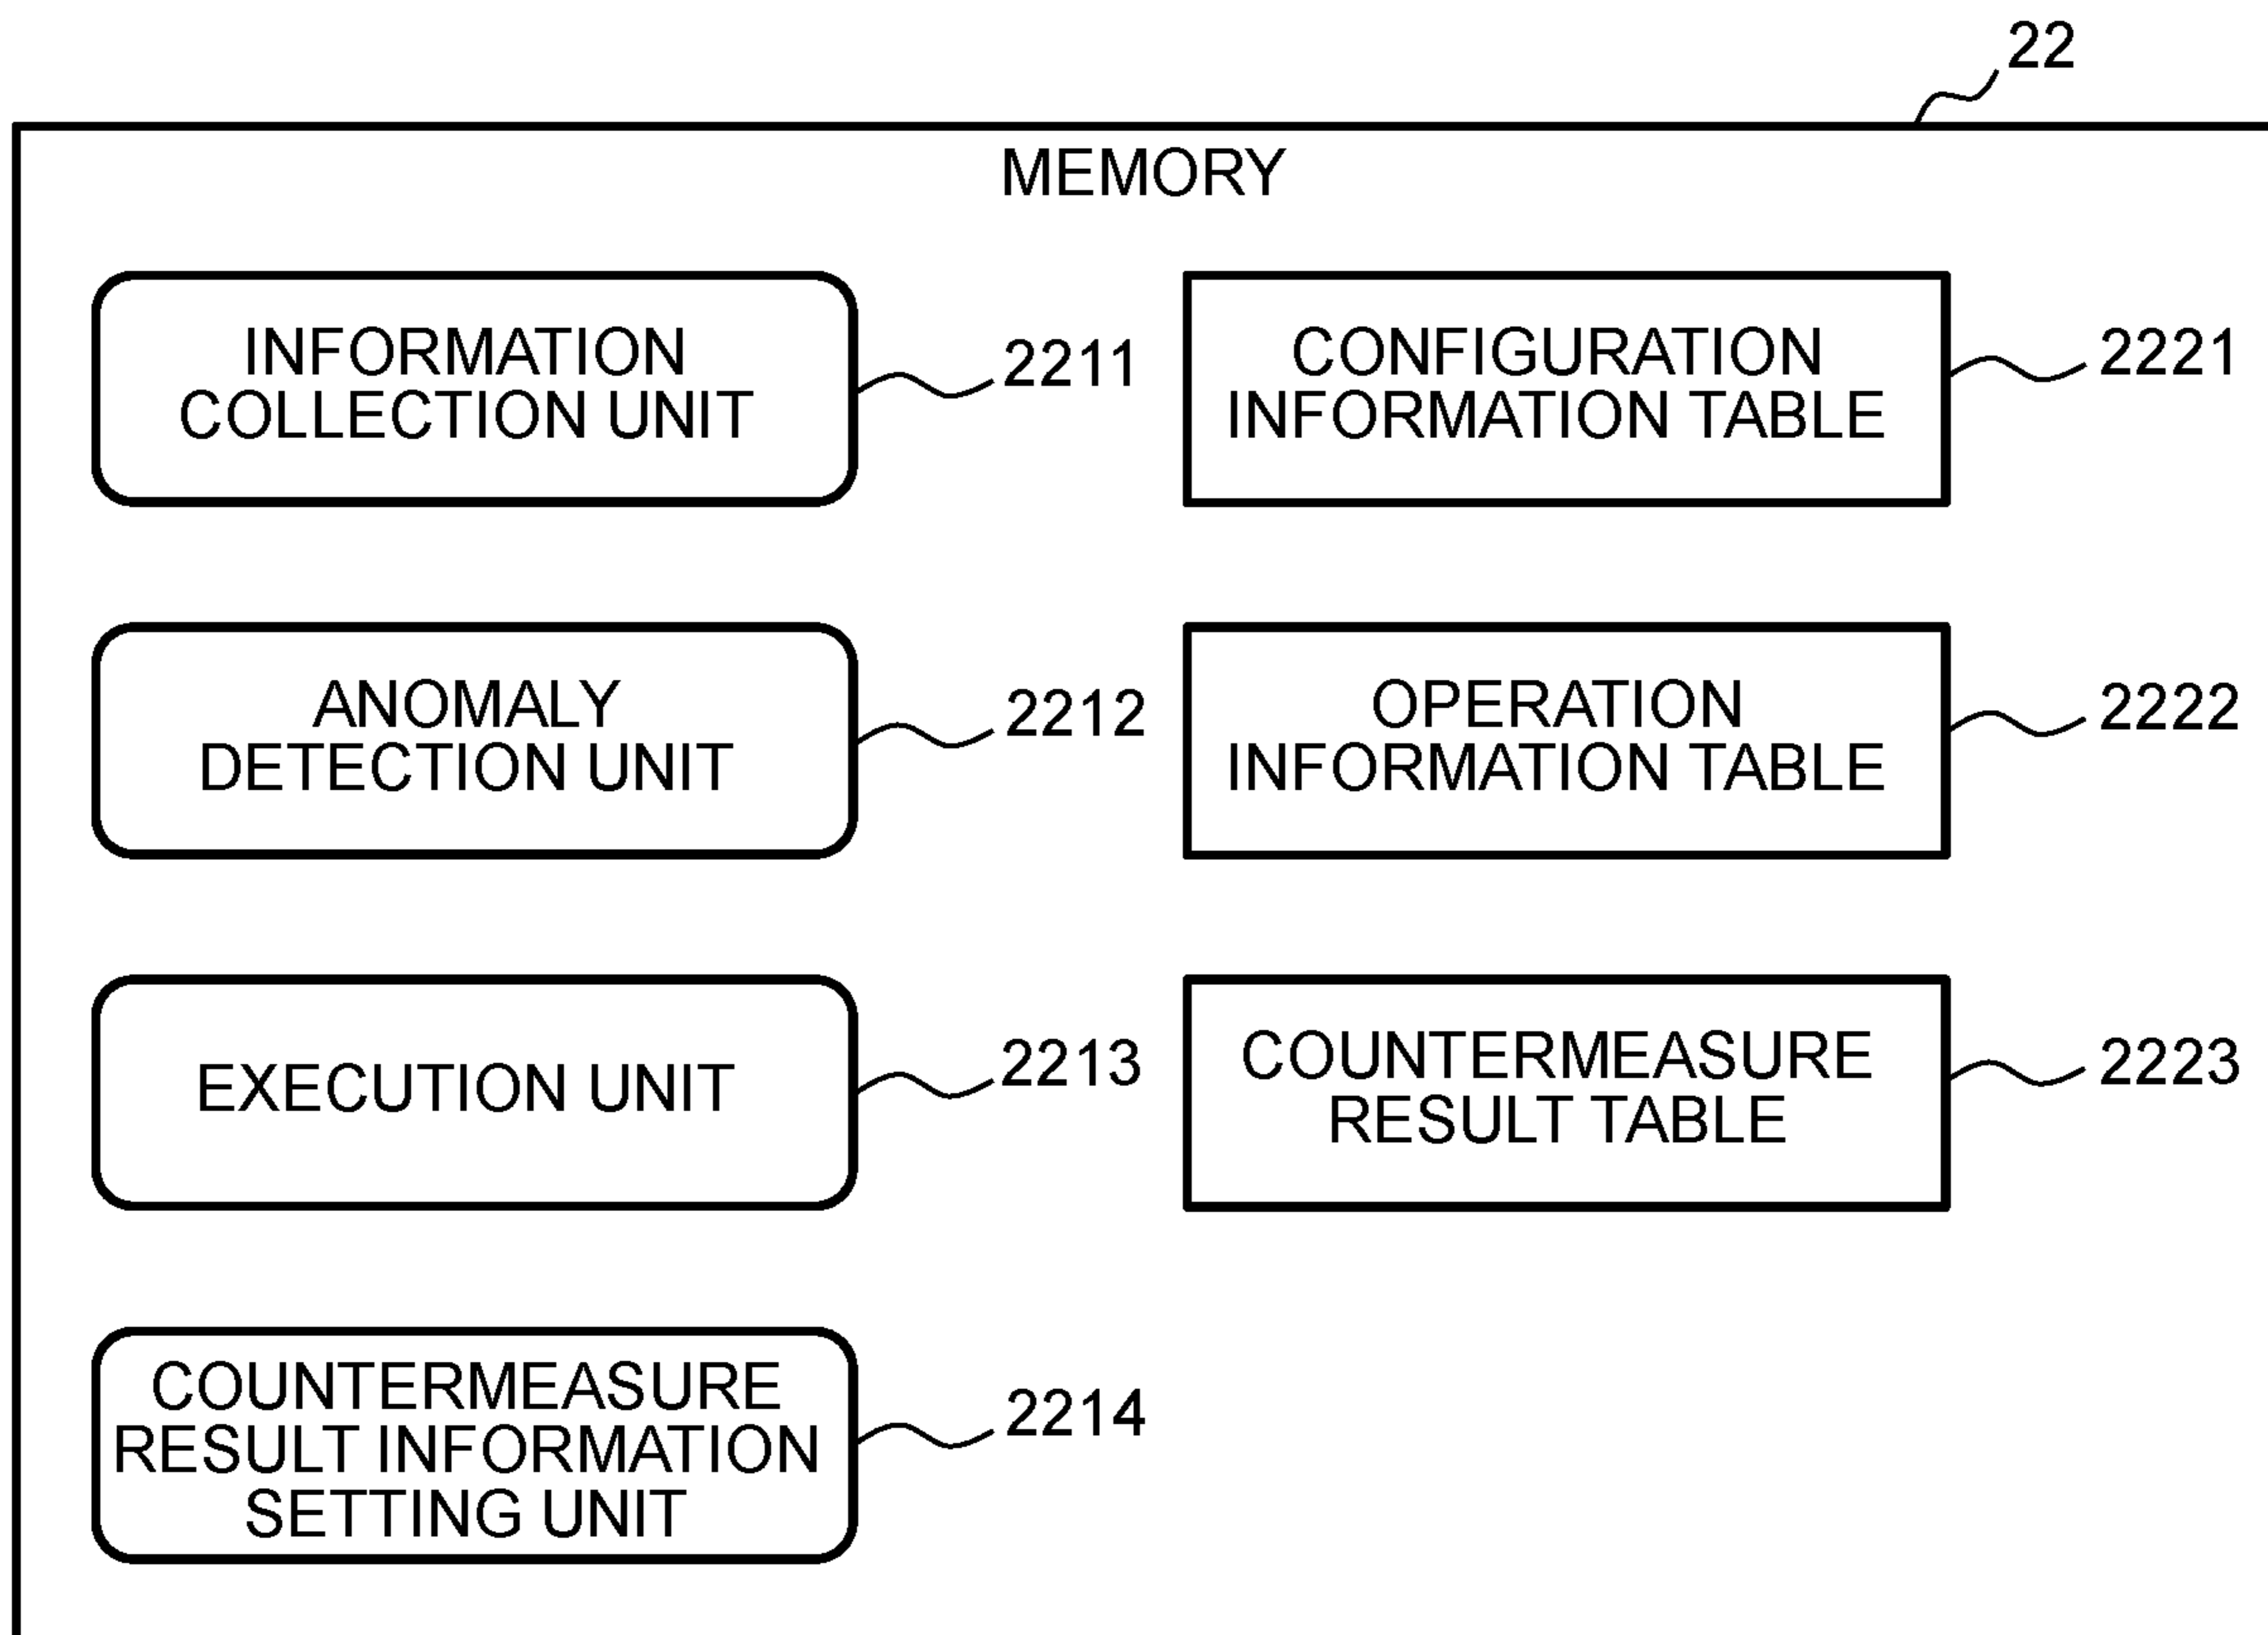 22
MEMORY
INFORMATION
COLLECTION UNIT
2211
CONFIGURATION
INFORMATION TABLE
2221
ANOMALY
DETECTION UNIT
2212
OPERATION
INFORMATION TABLE
2222
EXECUTION UNIT
2213
COUNTERMEASURE
RESULT TABLE
2223
COUNTERMEASURE
RESULT INFORMATION
SETTING UNIT
2214